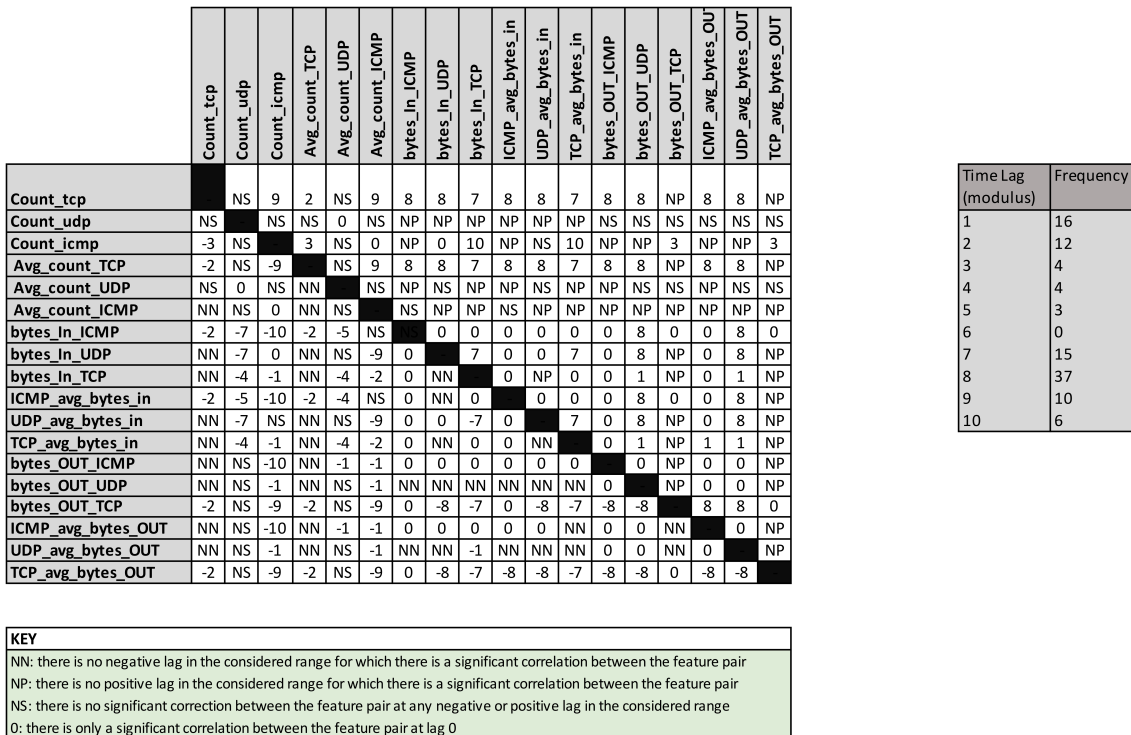 Count_tcp Count_udp Count_icmp Avg_count_TCP Avg_count_UDP Avg_count_ICMP bytes_In_ICMP bytes_In_UDP bytes_In_TCP ICMP_avg_bytes_in UDP_avg_bytes_in TCP_avg_bytes_in bytes_OUT_ICMP bytes_OUT_UDP bytes_OUT_TCP ICMP_avg_bytes_OUT UDP_avg_bytes_OUT TCP_avg_bytes_OUT
Count_tcp - NS 9 2 NS 9 8 8 7 8 8 7 8 8 NP 8 8 NP
Count_udp NS - NS NS 0 NS NP NP NP NP NP NP NS NS NS NS NS NS
Count_icmp -3 NS - 3 NS 0 NP 0 10 NP NS 10 NP NP 3 NP NP 3
Avg_count_TCP -2 NS -9 - NS 9 8 8 7 8 8 7 8 8 NP 8 8 NP
Avg_count_UDP NS 0 NS NN - NS NP NS NP NP NS NP NP NS NS NP NS NS
Avg_count_ICMP NN NS 0 NN NS - NS NP NP NS NP NP NP NP NP NP NP NP
bytes_In_ICMP -2 -7 -10 -2 -5 NS NS 0 0 0 0 0 0 8 0 0 8 0
bytes_In_UDP NN -7 0 NN NS -9 0 - 7 0 0 7 0 8 NP 0 8 NP
bytes_In_TCP NN -4 -1 NN -4 -2 0 NN - 0 NP 0 0 1 NP 0 1 NP
ICMP_avg_bytes_in -2 -5 -10 -2 -4 NS 0 NN 0 - 0 0 0 8 0 0 8 NP
UDP_avg_bytes_in NN -7 NS NN NS -9 0 0 -7 0 - 7 0 8 NP 0 8 NP
TCP_avg_bytes_in NN -4 -1 NN -4 -2 0 NN 0 0 NN - 0 1 NP 1 1 NP
bytes_OUT_ICMP NN NS -10 NN -1 -1 0 0 0 0 0 0 - 0 NP 0 0 NP
bytes_OUT_UDP NN NS -1 NN NS -1 NN NN NN NN NN NN 0 - NP 0 0 NP
bytes_OUT_TCP -2 NS -9 -2 NS -9 0 -8 -7 0 -8 -7 -8 -8 - 8 8 0
ICMP_avg_bytes_OUT NN NS -10 NN -1 -1 0 0 0 0 0 NN 0 0 NN - 0 NP
UDP_avg_bytes_OUT NN NS -1 NN NS -1 NN NN -1 NN NN NN 0 0 NN 0 - NP
TCP_avg_bytes_OUT -2 NS -9 -2 NS -9 0 -8 -7 -8 -8 -7 -8 -8 0 -8 -8 -
Time Lag (modulus) Frequency
1 16
2 12
3 4
4 4
5 3
6 0
7 15
8 37
9 10
10 6
KEY
NN: there is no negative lag in the considered range for which there is a significant correlation between the feature pair
NP: there is no positive lag in the considered range for which there is a significant correlation between the feature pair
NS: there is no significant correction between the feature pair at any negative or positive lag in the considered range
0: there is only a significant correlation between the feature pair at lag 0